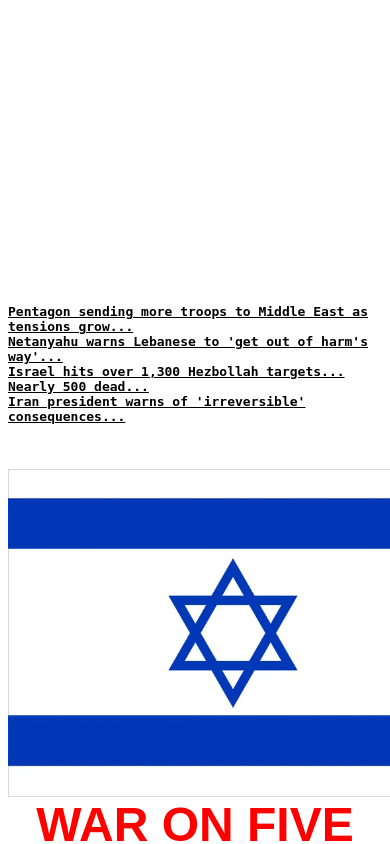 Pentagon sending more troops to Middle East as
tensions grow...
Netanyahu warns Lebanese to 'get out of harm's
way'...
Israel hits over 1,300 Hezbollah targets...
Nearly 500 dead...
Iran president warns of 'irreversible'
consequences...
WAR ON FIVE